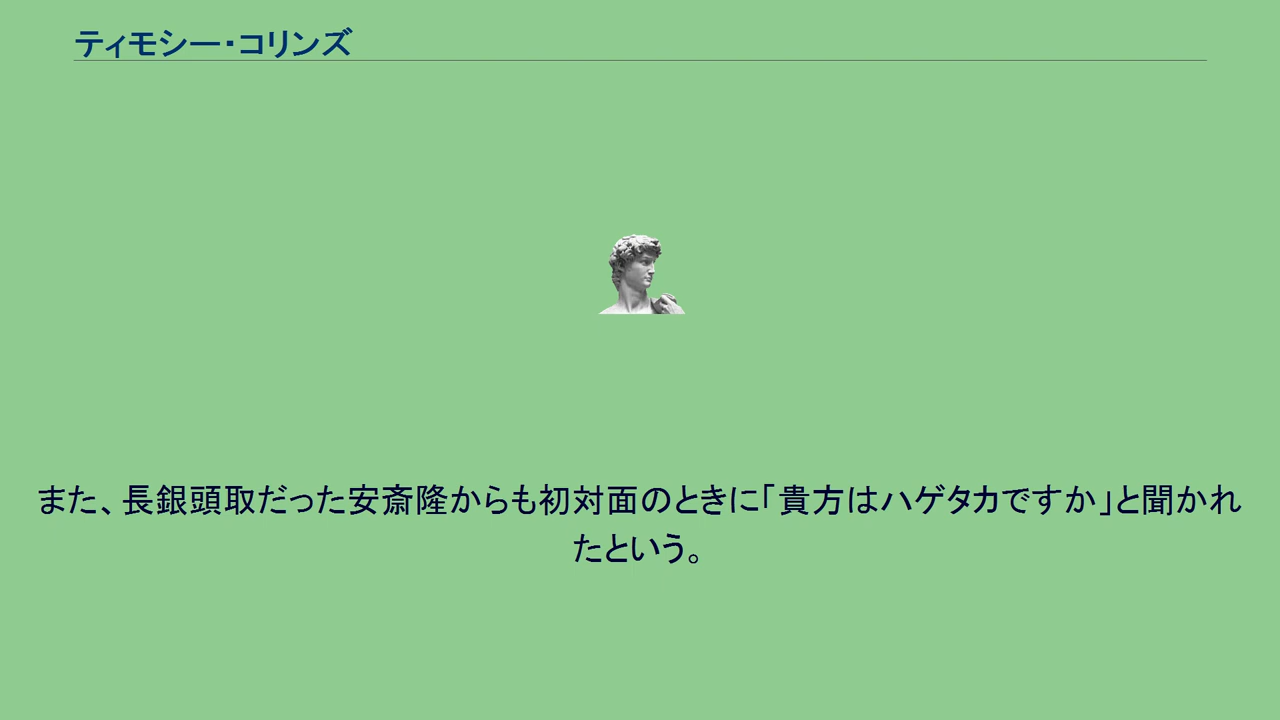 ティモシー・コリンズ
また、長銀頭取だった安斎隆からも初対面のときに「貴方はハゲタカですか」と聞かれ
たという。